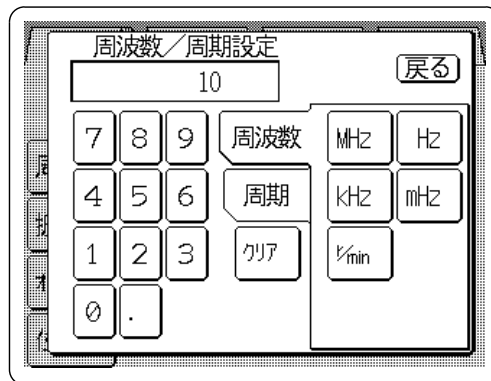 周波数／周期設定
10
戻る
7 8 9 周波数 MHz Hz
4 5 6 周期 kHz mHz
1 2 3 クリア r/min
0 .